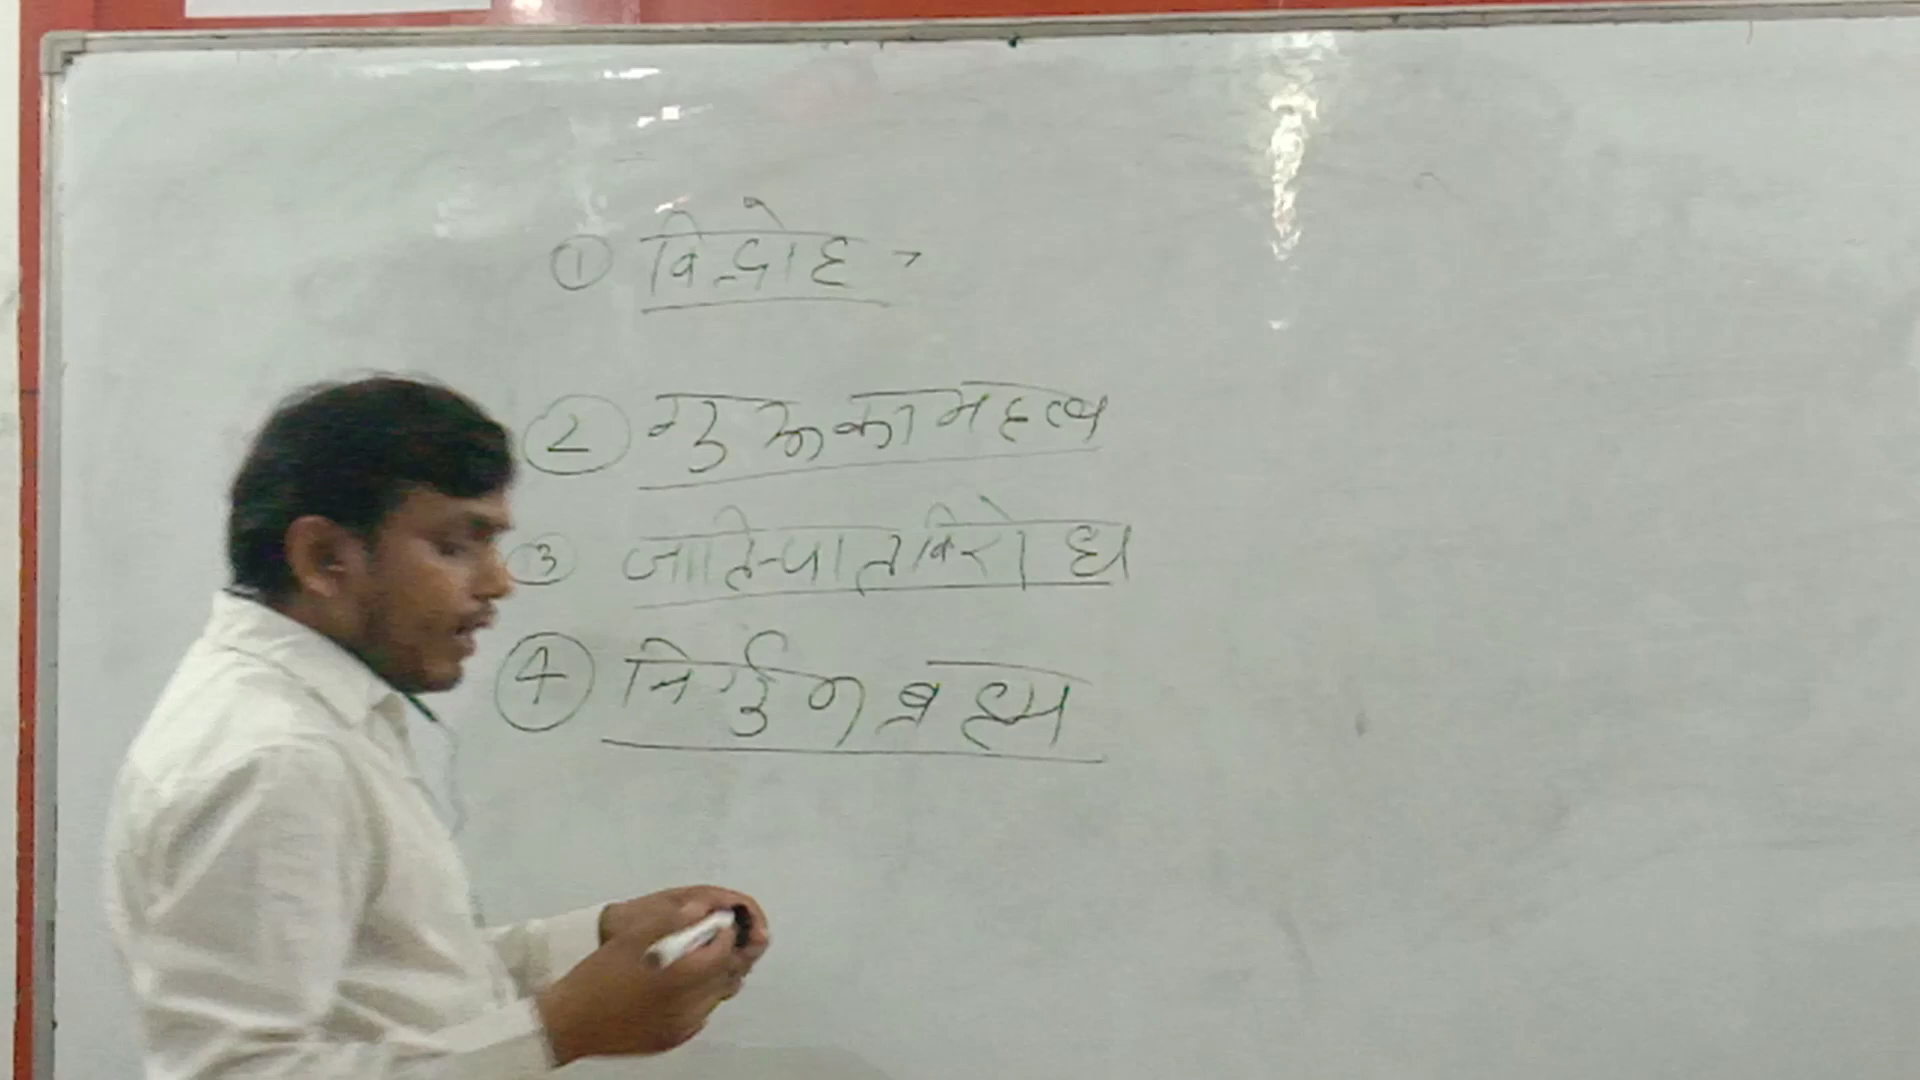 ① विद्रोह >
② गुरू का महत्व
③ जाति-पात विरोध
④ निर्गुण ब्रह्म